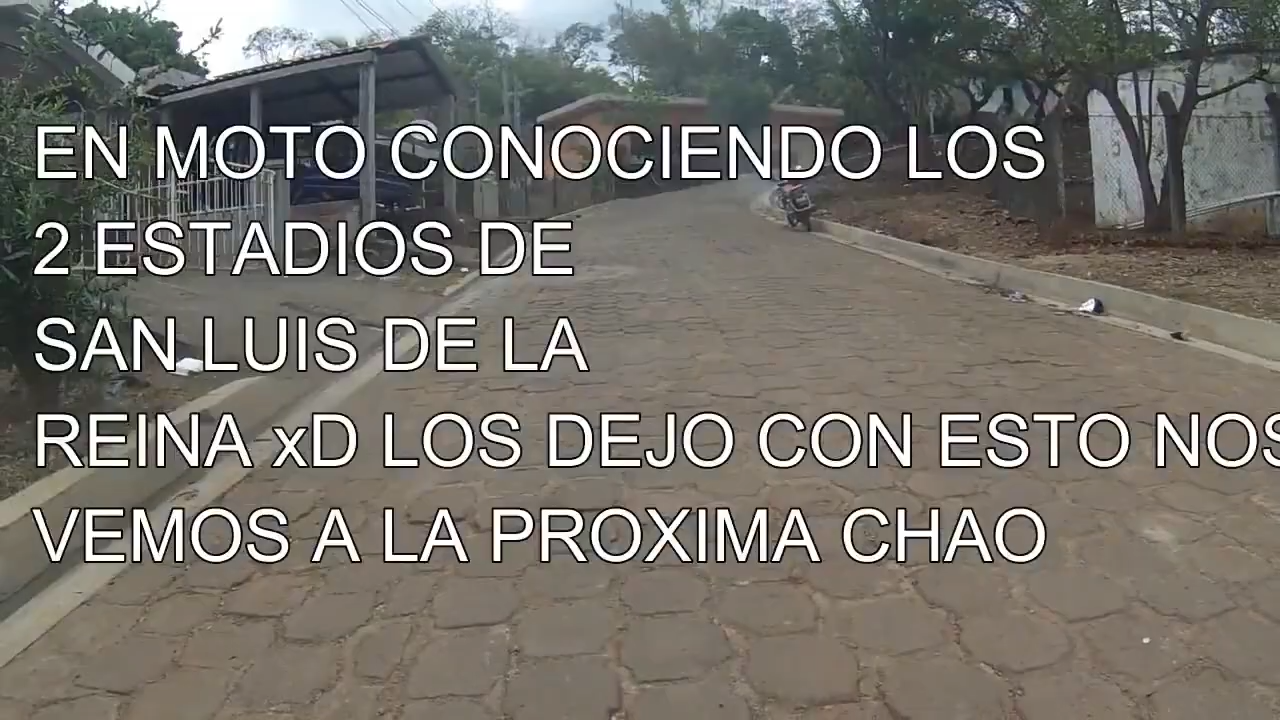 EN MOTO CONOCIENDO LOS
2 ESTADIOS DE
SAN LUIS DE LA
REINA xD LOS DEJO CON ESTO NOS
VEMOS A LA PROXIMA CHAO